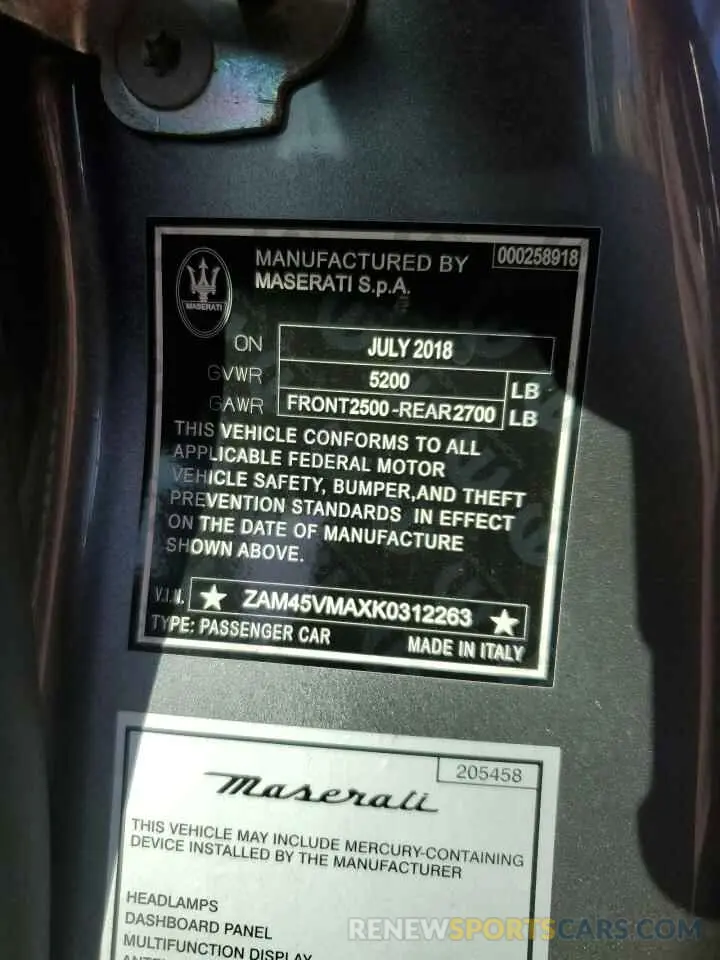 000258918
MANUFACTURED BY
MASERATI S.p.A.
MASERATI
ON JULY 2018
GVWR 5200 LB
GAWR FRONT2500-REAR2700 LB
THIS VEHICLE CONFORMS TO ALL
APPLICABLE FEDERAL MOTOR
VEHICLE SAFETY, BUMPER,AND THEFT
PREVENTION STANDARDS IN EFFECT
ON THE DATE OF MANUFACTURE
SHOWN ABOVE.
V.I.N. ★ ZAM45VMAXK0312263 ★
TYPE: PASSENGER CAR MADE IN ITALY
205458
Maserati
THIS VEHICLE MAY INCLUDE MERCURY-CONTAINING
DEVICE INSTALLED BY THE MANUFACTURER
HEADLAMPS
DASHBOARD PANEL
MULTIFUNCTION DISPLAY
RENEWSPORTSCARS.COM